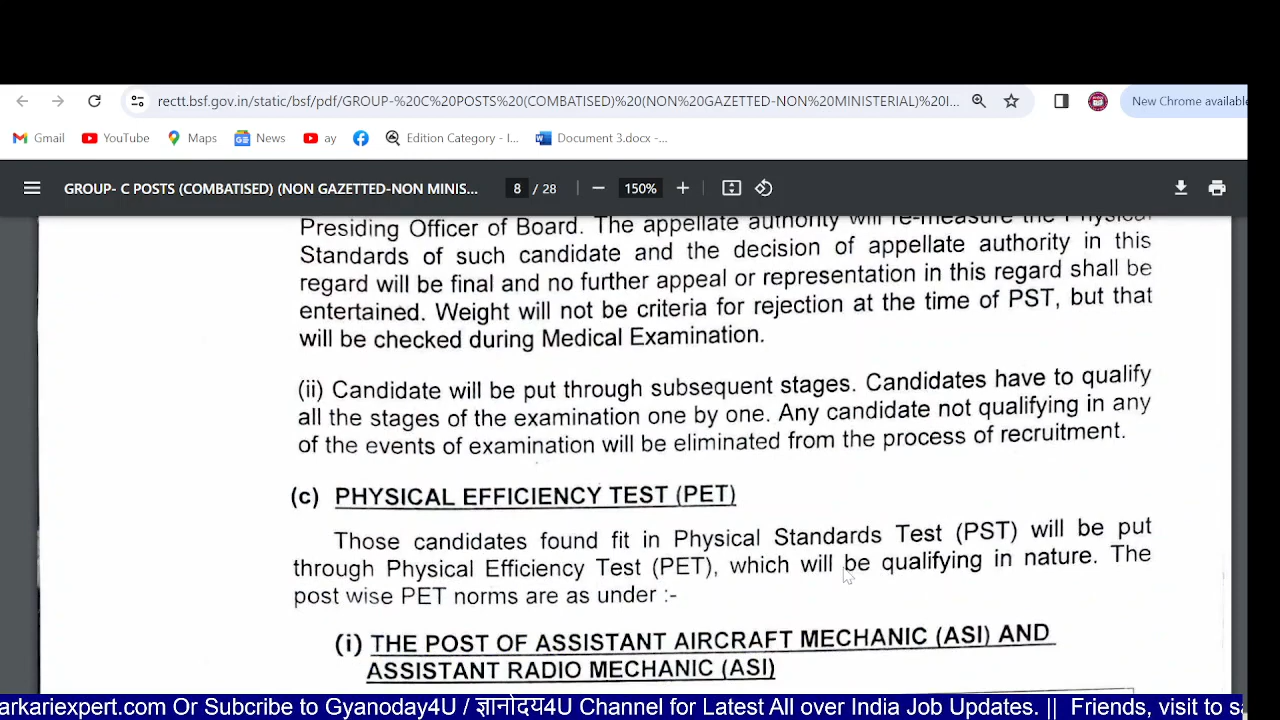 rectt.bsf.gov.in/static/bsf/pdf/GROUP-%20C%20POSTS%20(COMBATISED)%20(NON%20GAZETTED-NON%20MINISTERIAL)%20I...
New Chrome available
Gmail YouTube Maps News ay Edition Category - I... Document 3.docx -...
GROUP- C POSTS (COMBATISED) (NON GAZETTED-NON MINIS... 8 / 28 150%
Presiding Officer of Board. The appellate authority will re-measure the Physical
Standards of such candidate and the decision of appellate authority in this
regard will be final and no further appeal or representation in this regard shall be
entertained. Weight will not be criteria for rejection at the time of PST, but that
will be checked during Medical Examination.
(ii) Candidate will be put through subsequent stages. Candidates have to qualify
all the stages of the examination one by one. Any candidate not qualifying in any
of the events of examination will be eliminated from the process of recruitment.
(c) PHYSICAL EFFICIENCY TEST (PET)
Those candidates found fit in Physical Standards Test (PST) will be put
through Physical Efficiency Test (PET), which will be qualifying in nature. The
post wise PET norms are as under :-
(i) THE POST OF ASSISTANT AIRCRAFT MECHANIC (ASI) AND
ASSISTANT RADIO MECHANIC (ASI)
arkariexpert.com Or Subcribe to Gyanoday4U / ज्ञानोदय4U Channel for Latest All over India Job Updates. || Friends, visit to sa